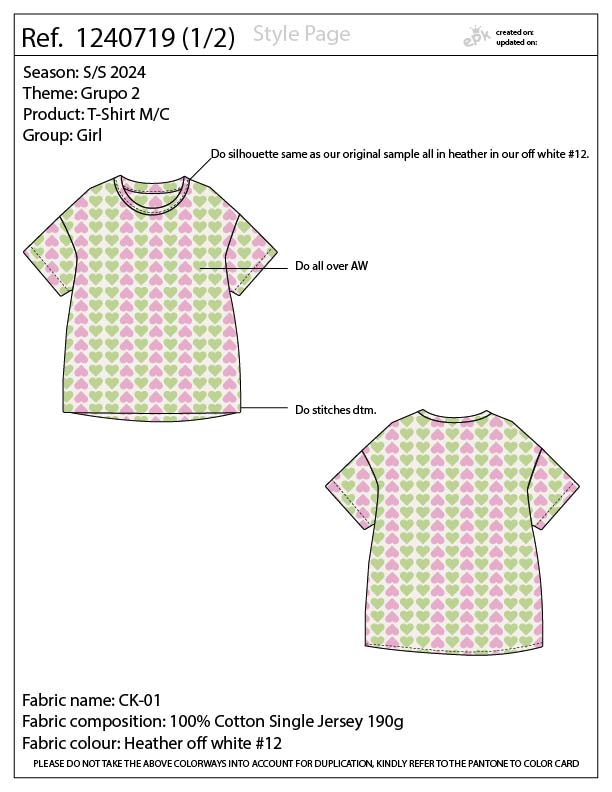 Ref. 1240719 (1/2)
Style Page
epk
created on:
updated on:
Season: S/S 2024
Theme: Grupo 2
Product: T-Shirt M/C
Group: Girl
Do silhouette same as our original sample all in heather in our off white #12.
Do all over AW
Do stitches dtm.
Fabric name: CK-01
Fabric composition: 100% Cotton Single Jersey 190g
Fabric colour: Heather off white #12
PLEASE DO NOT TAKE THE ABOVE COLORWAYS INTO ACCOUNT FOR DUPLICATION, KINDLY REFER TO THE PANTONE TO COLOR CARD